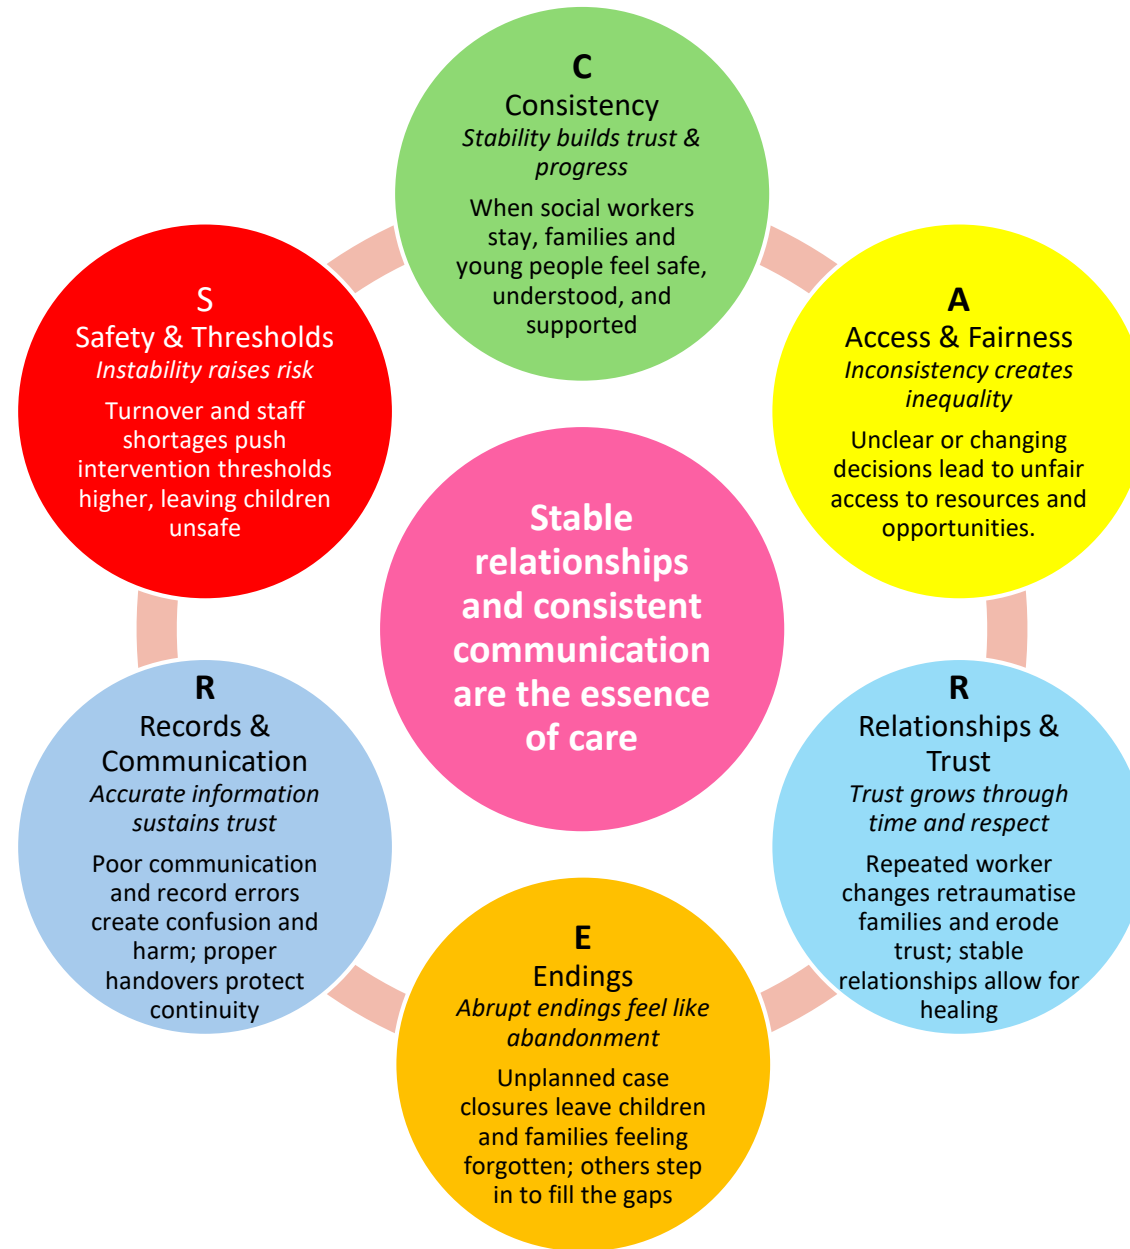 C
Consistency
Stability builds trust &
progress
When social workers
stay, families and
young people feel safe,
understood, and
supported
A
Access & Fairness
Inconsistency creates
inequality
Unclear or changing
decisions lead to unfair
access to resources and
opportunities.
R
Relationships &
Trust
Trust grows through
time and respect
Repeated worker
changes retraumatise
families and erode
trust; stable
relationships allow for
healing
E
Endings
Abrupt endings feel like
abandonment
Unplanned case
closures leave children
and families feeling
forgotten; others step
in to fill the gaps
R
Records &
Communication
Accurate information
sustains trust
Poor communication
and record errors
create confusion and
harm; proper
handovers protect
continuity
S
Safety & Thresholds
Instability raises risk
Turnover and staff
shortages push
intervention thresholds
higher, leaving children
unsafe
Stable
relationships
and consistent
communication
are the essence
of care